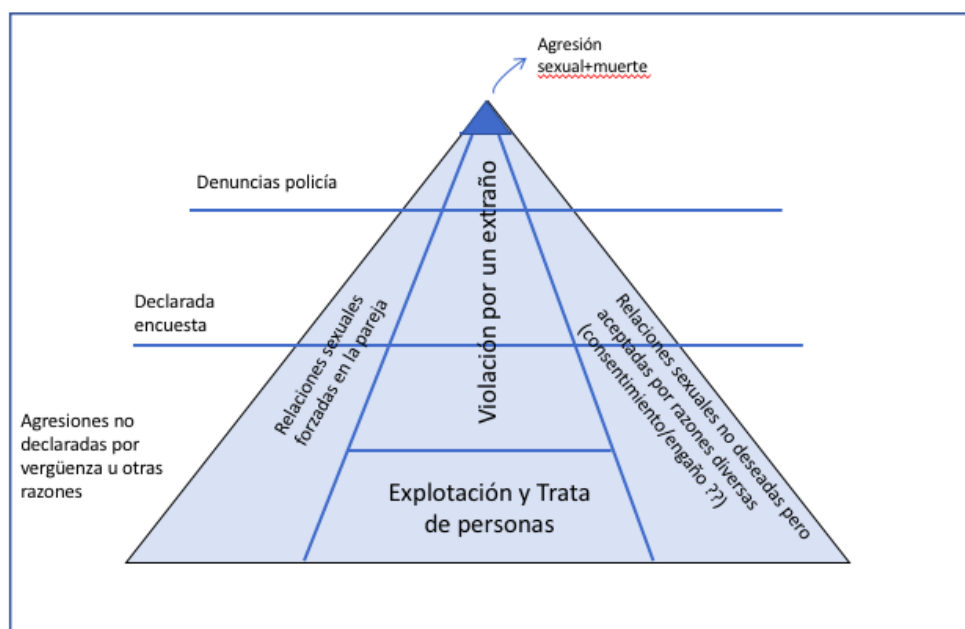 Agresión
sexual+muerte
Denuncias policía
Violación por un extraño
Declarada
encuesta
Relaciones sexuales
forzadas en la pareja
Relaciones sexuales no deseadas pero
aceptadas por razones diversas
(consentimiento/engaño ??)
Agresiones no
declaradas por
vergüenza u otras
razones
Explotación y Trata
de personas